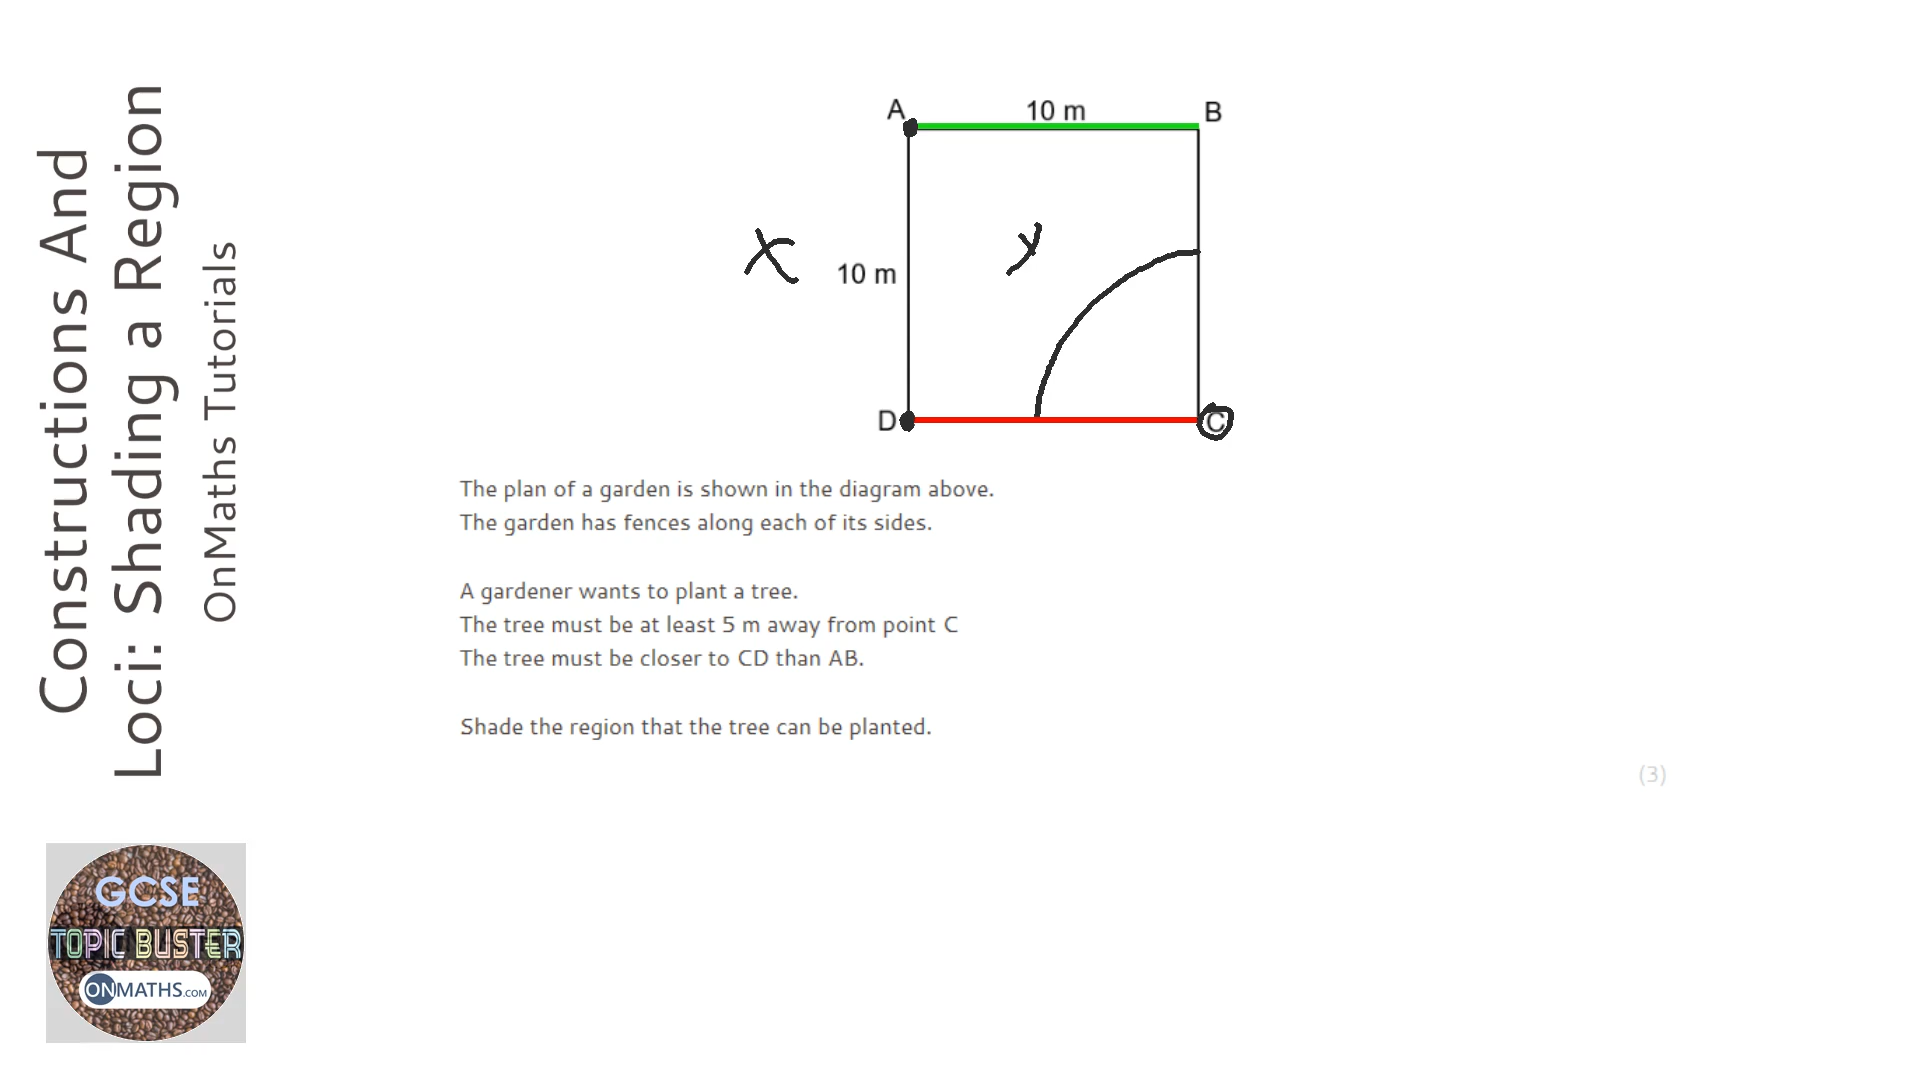 Constructions And
Loci: Shading a Region
OnMaths Tutorials
A
10 m
B
x
y
10 m
D
C
The plan of a garden is shown in the diagram above.
The garden has fences along each of its sides.
A gardener wants to plant a tree.
The tree must be at least 5 m away from point C
The tree must be closer to CD than AB.
Shade the region that the tree can be planted.
(3)
GCSE
TOPIC BUSTER
ONMATHS.COM